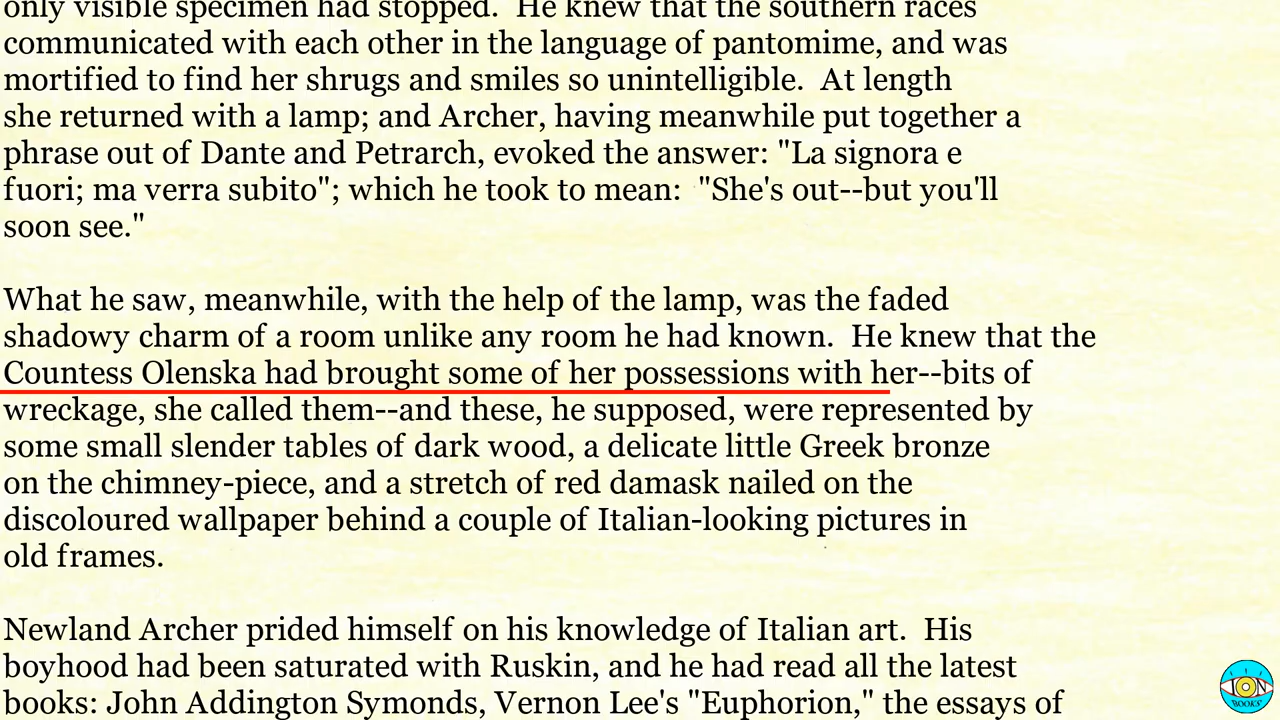 only visible specimen had stopped.  He knew that the southern races
communicated with each other in the language of pantomime, and was
mortified to find her shrugs and smiles so unintelligible.  At length
she returned with a lamp; and Archer, having meanwhile put together a
phrase out of Dante and Petrarch, evoked the answer: "La signora e
fuori; ma verra subito"; which he took to mean:  "She's out--but you'll
soon see."

What he saw, meanwhile, with the help of the lamp, was the faded
shadowy charm of a room unlike any room he had known.  He knew that the
Countess Olenska had brought some of her possessions with her--bits of
wreckage, she called them--and these, he supposed, were represented by
some small slender tables of dark wood, a delicate little Greek bronze
on the chimney-piece, and a stretch of red damask nailed on the
discoloured wallpaper behind a couple of Italian-looking pictures in
old frames.

Newland Archer prided himself on his knowledge of Italian art.  His
boyhood had been saturated with Ruskin, and he had read all the latest
books: John Addington Symonds, Vernon Lee's "Euphorion," the essays of
ION
BOOKS